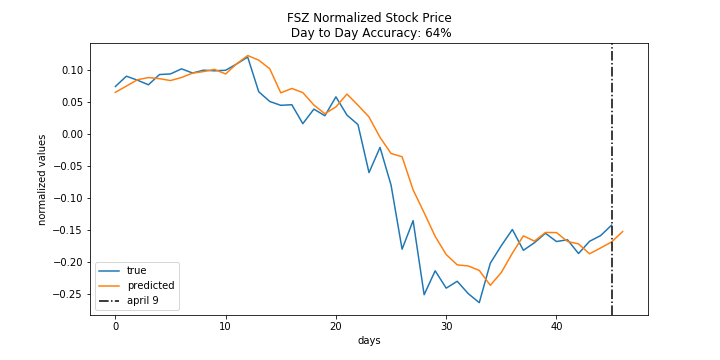 FSZ Normalized Stock Price
Day to Day Accuracy: 64%
normalized values
0.10
0.05
0.00
−0.05
−0.10
−0.15
−0.20
−0.25
true
predicted
april 9
0 10 20 30 40
days